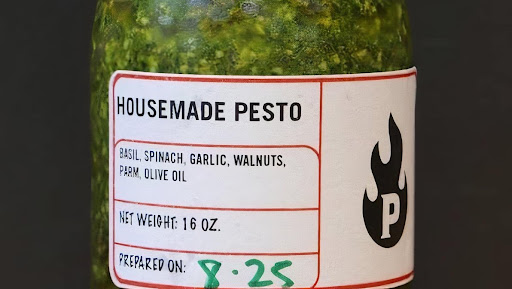 HOUSEMADE PESTO
BASIL, SPINACH, GARLIC, WALNUTS,
PARM, OLIVE OIL
NET WEIGHT: 16 OZ.
PREPARED ON: 8·25
P